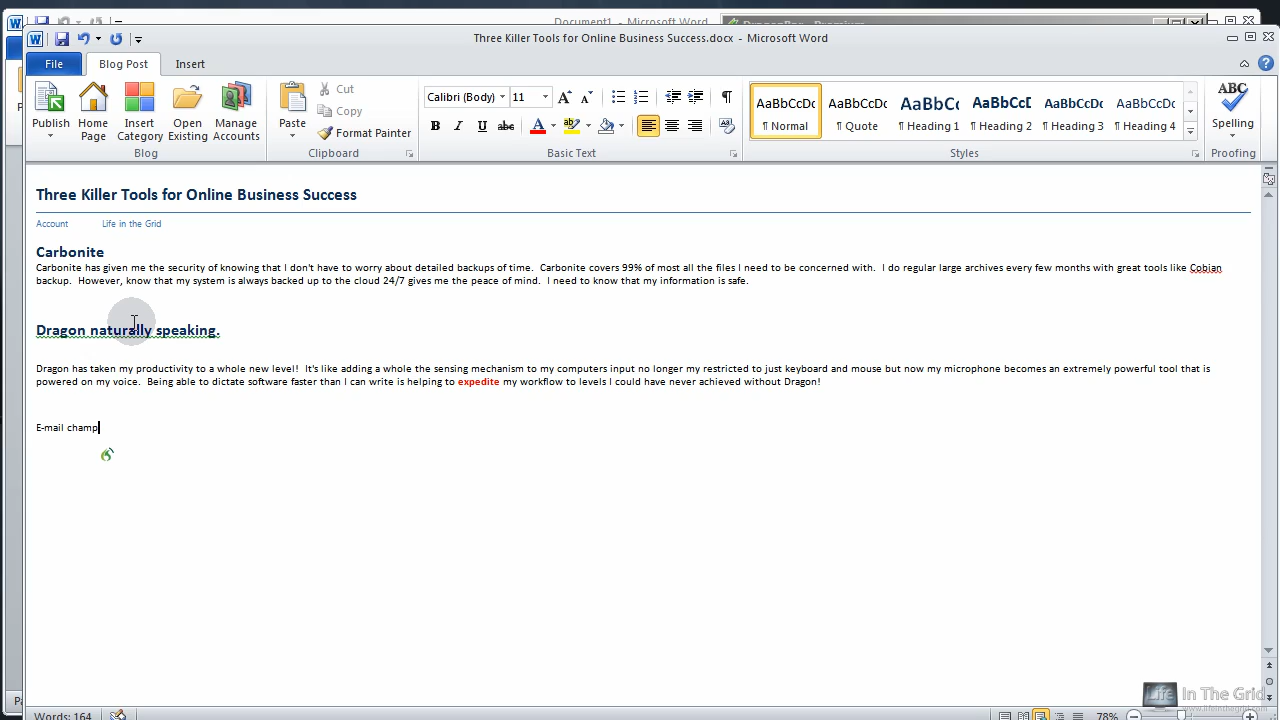 Document1 - Microsoft Word
Three Killer Tools for Online Business Success.docx - Microsoft Word
File Blog Post Insert
Publish Home Page Insert Category Open Existing Manage Accounts
Blog
Paste Cut Copy Format Painter
Clipboard
Calibri (Body) 11
Basic Text
AaBbCcDc AaBbCcDc AaBbCc AaBbCcD AaBbCcDc AaBbCcDc
¶ Normal ¶ Quote ¶ Heading 1 ¶ Heading 2 ¶ Heading 3 ¶ Heading 4
Styles
ABC
Spelling
Proofing
Three Killer Tools for Online Business Success
Account Life in the Grid
Carbonite
Carbonite has given me the security of knowing that I don't have to worry about detailed backups of time. Carbonite covers 99% of most all the files I need to be concerned with. I do regular large archives every few months with great tools like Cobian
backup. However, know that my system is always backed up to the cloud 24/7 gives me the peace of mind. I need to know that my information is safe.
Dragon naturally speaking.
Dragon has taken my productivity to a whole new level! It's like adding a whole the sensing mechanism to my computers input no longer my restricted to just keyboard and mouse but now my microphone becomes an extremely powerful tool that is
powered on my voice. Being able to dictate software faster than I can write is helping to expedite my workflow to levels I could have never achieved without Dragon!
E-mail champ
Life In The Grid
www.lifeinthegrid.com
Words: 164
78%